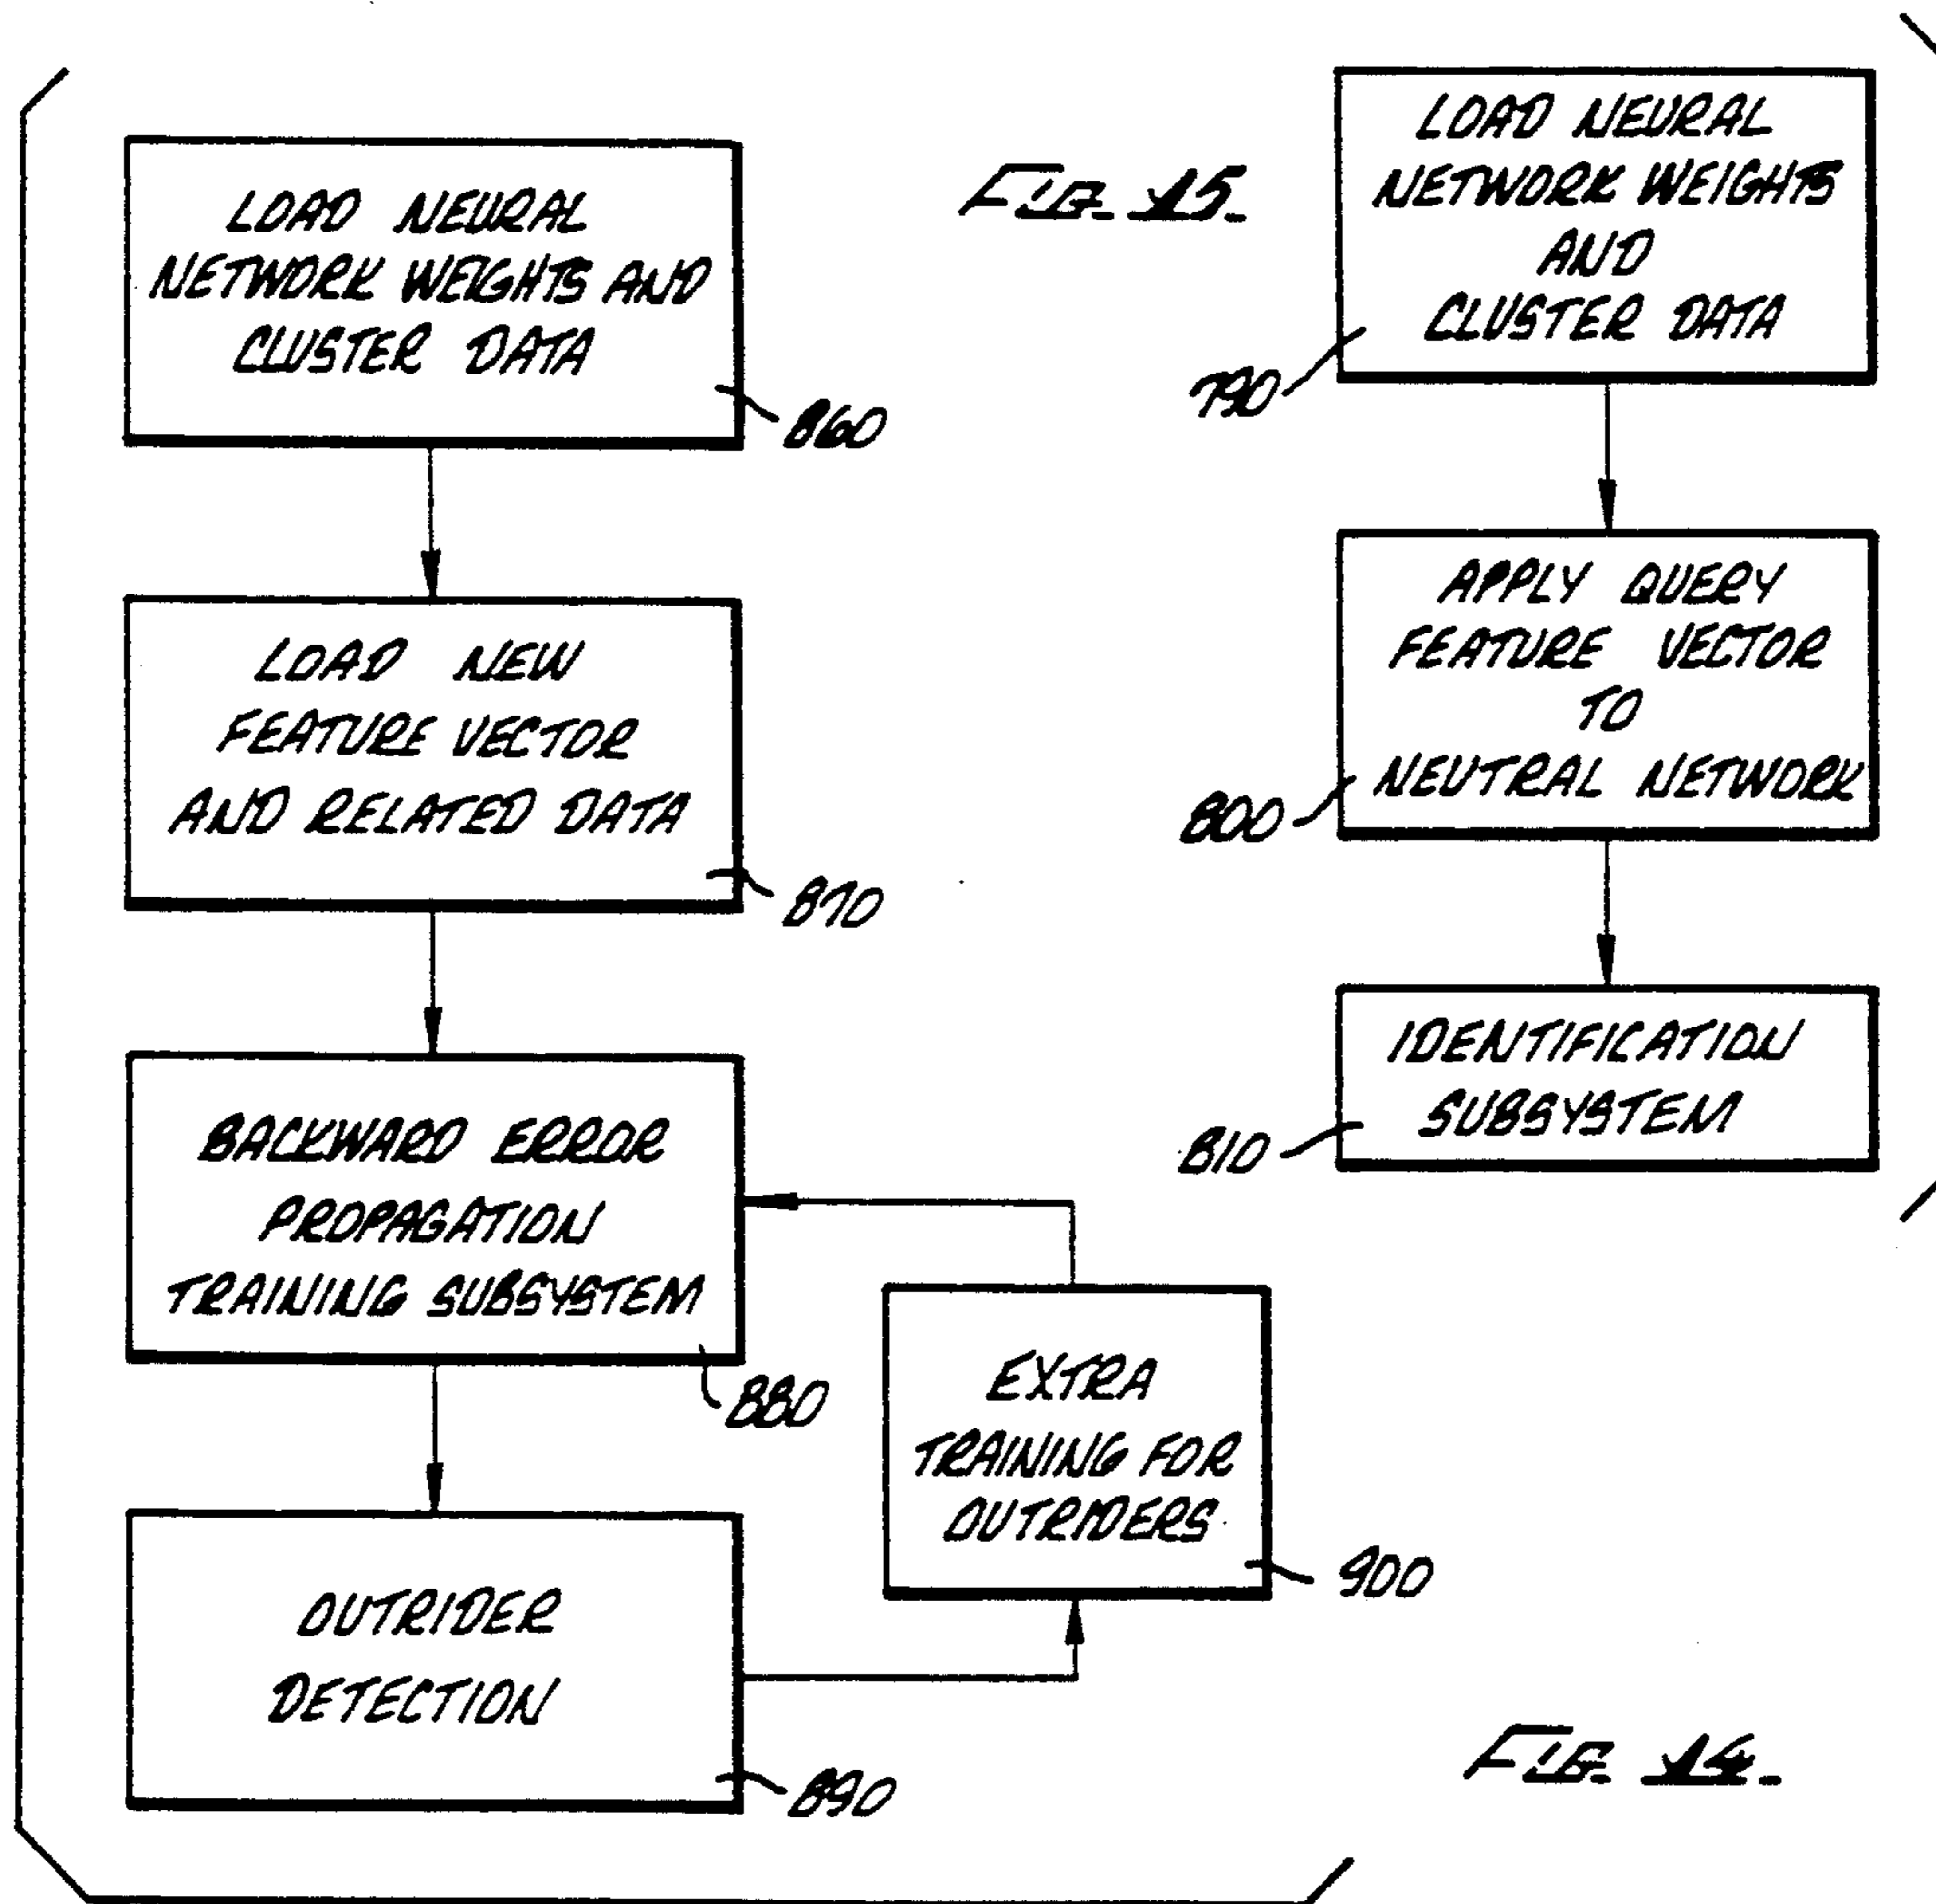 FIG. 15.
LOAD NEURAL
NETWORK WEIGHTS AND
CLUSTER DATA
860
LOAD NEW
FEATURE VECTOR
AND RELATED DATA
870
BACKWARD ERROR
PROPAGATION
TRAINING SUBSYSTEM
880
OUTRIDER
DETECTION
890
EXTRA
TRAINING FOR
OUTRIDERS
900
LOAD NEURAL
NETWORK WEIGHTS
AND
CLUSTER DATA
790
APPLY QUERY
FEATURE VECTOR
TO
NEUTRAL NETWORK
800
IDENTIFICATION
SUBSYSTEM
810
FIG. 14.